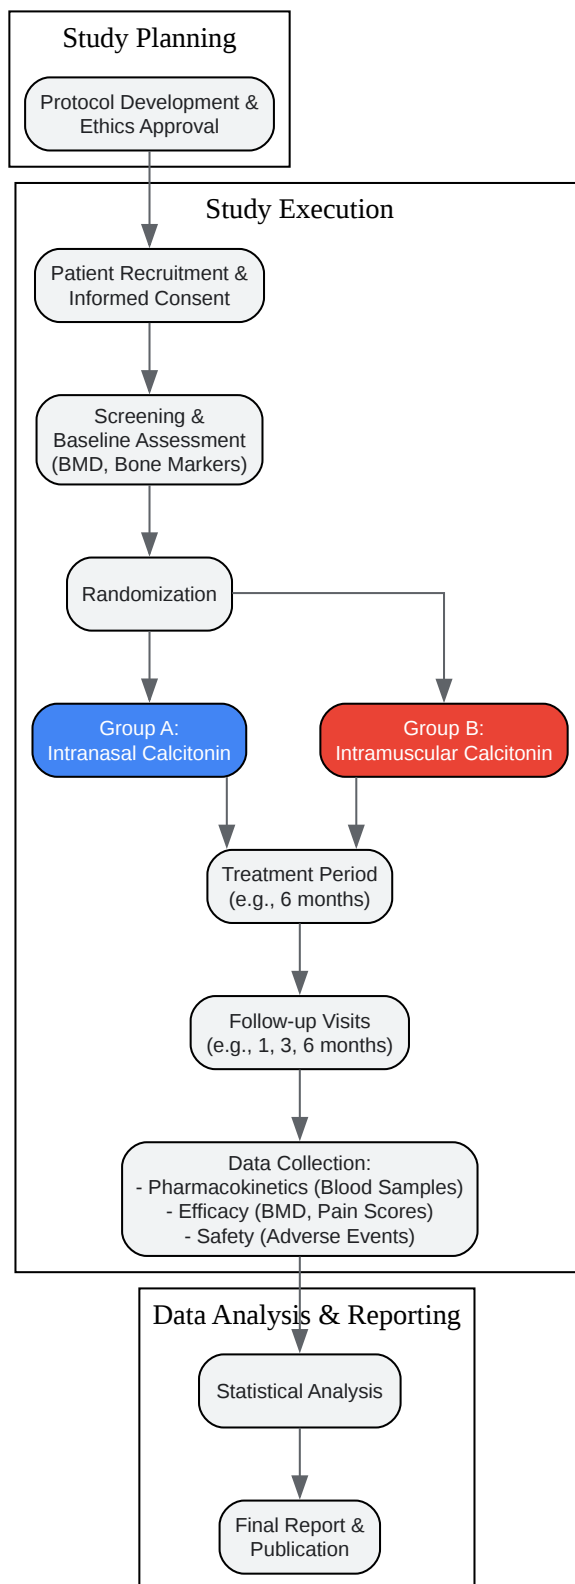 Study Planning
Protocol Development &
Ethics Approval
Study Execution
Patient Recruitment &
Informed Consent
Screening &
Baseline Assessment
(BMD, Bone Markers)
Randomization
Group A:
Intranasal Calcitonin
Group B:
Intramuscular Calcitonin
Treatment Period
(e.g., 6 months)
Follow-up Visits
(e.g., 1, 3, 6 months)
Data Collection:
- Pharmacokinetics (Blood Samples)
- Efficacy (BMD, Pain Scores)
- Safety (Adverse Events)
Data Analysis & Reporting
Statistical Analysis
Final Report &
Publication